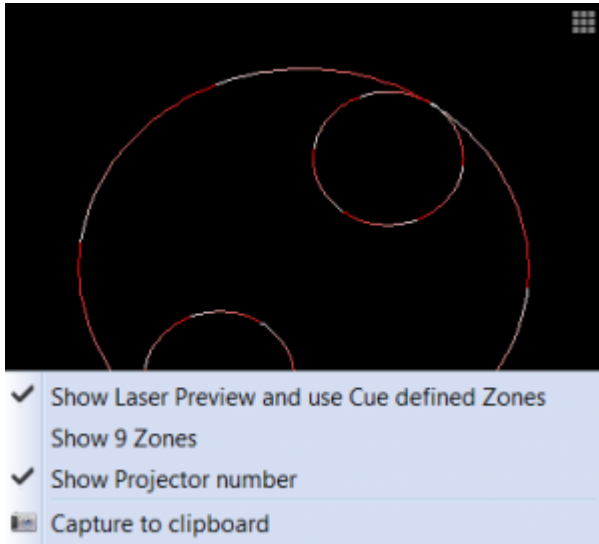 Show Laser Preview and use Cue defined Zones
Show 9 Zones
Show Projector number
Capture to clipboard